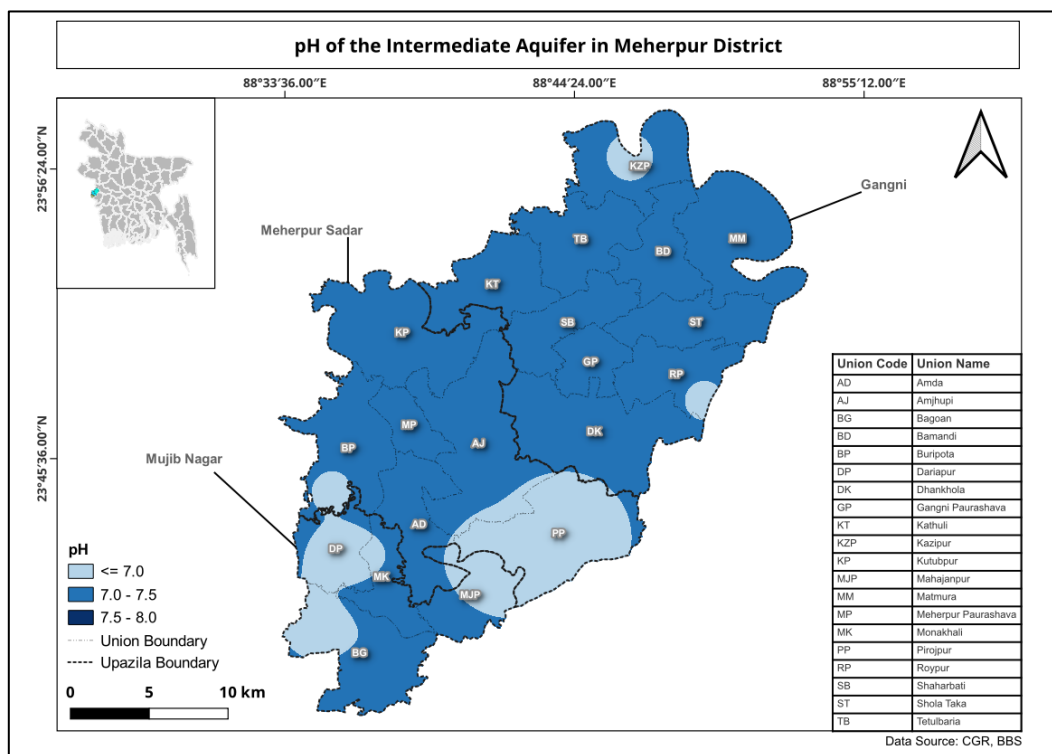 pH of the Intermediate Aquifer in Meherpur District
88°33'36.00"E
88°44'24.00"E
88°55'12.00"E
23°56'24.00"N
23°45'36.00"N
Gangni
Meherpur Sadar
Mujib Nagar
KZP
TB
BD
MM
KT
KP
SB
ST
GP
RP
MP
AJ
DK
BP
AD
PP
DP
MK
MJP
BG
pH
<= 7.0
7.0 - 7.5
7.5 - 8.0
Union Boundary
Upazila Boundary
0 5 10 km
Union Code Union Name
AD Amda
AJ Amjhupi
BG Bagoan
BD Bamandi
BP Buripota
DP Dariapur
DK Dhankhola
GP Gangni Paurashava
KT Kathuli
KZP Kazipur
KP Kutubpur
MJP Mahajanpur
MM Matmura
MP Meherpur Paurashava
MK Monakhali
PP Pirojpur
RP Roypur
SB Shaharbati
ST Shola Taka
TB Tetulbaria
Data Source: CGR, BBS